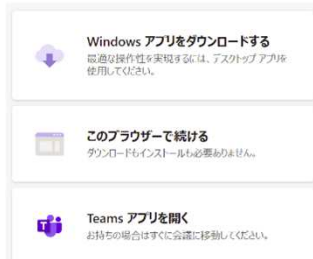 Windows アプリをダウンロードする
最適な操作性を実現するには、デスクトップ アプリを
使用してください。
このブラウザーで続ける
ダウンロードもインストールも必要ありません。
Teams アプリを開く
お持ちの場合はすぐに会議に移動してください。